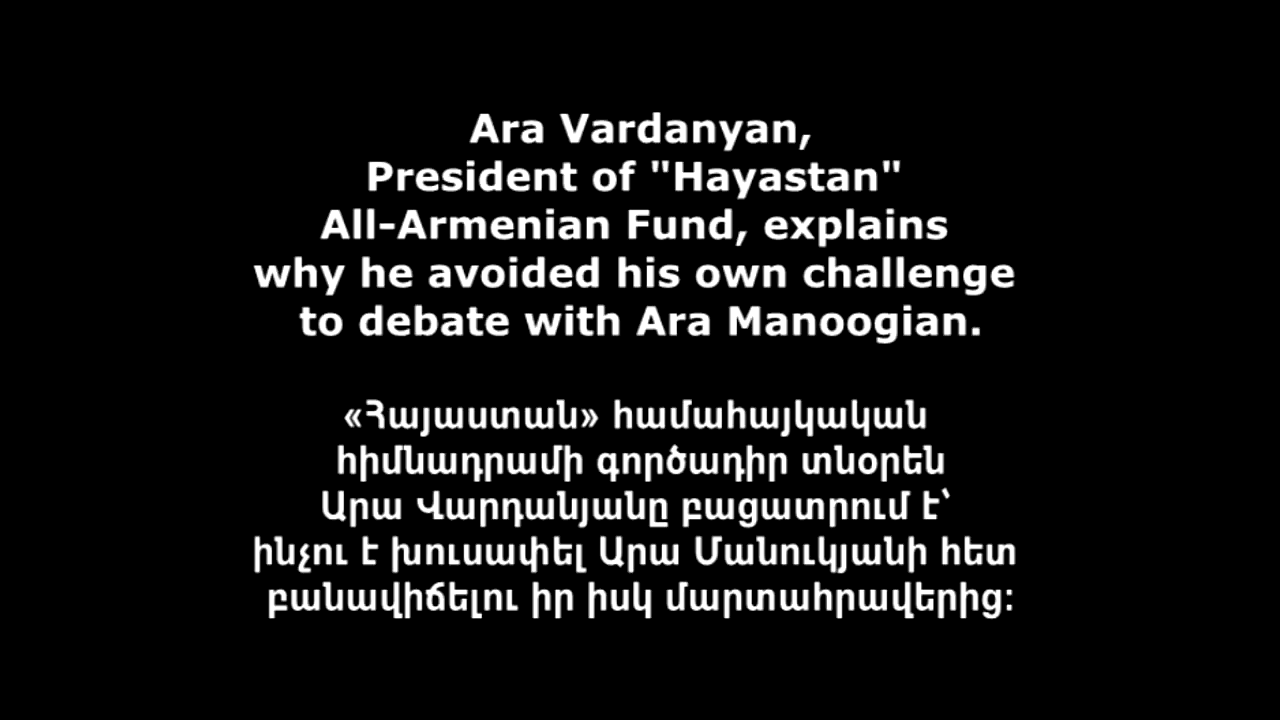 Ara Vardanyan,
President of "Hayastan"
All-Armenian Fund, explains
why he avoided his own challenge
to debate with Ara Manoogian.
«Հայաստան» համահայկական
հիմնադրամի գործադիր տնօրեն
Արա Վարդանյանը բացատրում է՝
ինչու է խուսափել Արա Մանուկյանի հետ
բանավիճելու իր իսկ մարտահրավերից: